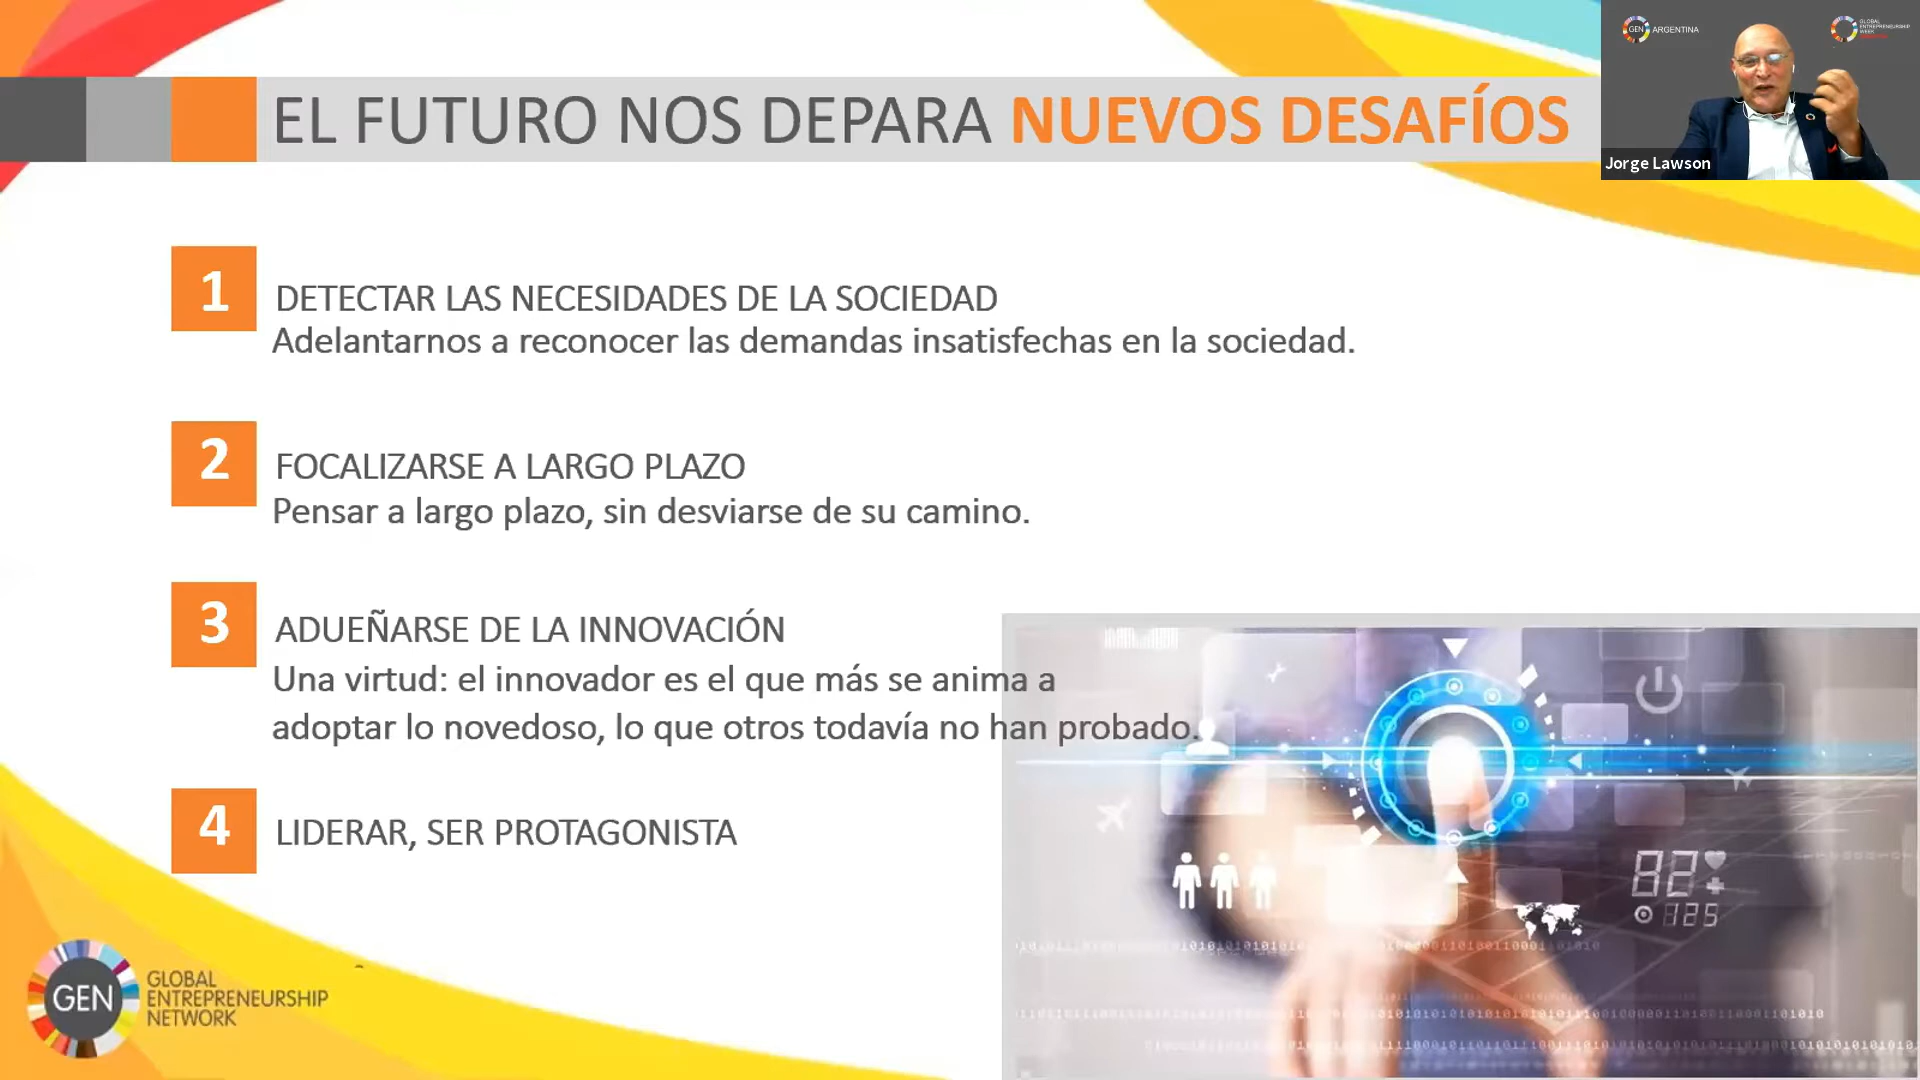 EL FUTURO NOS DEPARA NUEVOS DESAFÍOS
GEN ARGENTINA
GLOBAL
ENTREPRENEURSHIP
WEEK
Jorge Lawson
1
DETECTAR LAS NECESIDADES DE LA SOCIEDAD
Adelantarnos a reconocer las demandas insatisfechas en la sociedad.
2
FOCALIZARSE A LARGO PLAZO
Pensar a largo plazo, sin desviarse de su camino.
3
ADUEÑARSE DE LA INNOVACIÓN
Una virtud: el innovador es el que más se anima a
adoptar lo novedoso, lo que otros todavía no han probado.
4
LIDERAR, SER PROTAGONISTA
82
125
GEN
GLOBAL
ENTREPRENEURSHIP
NETWORK